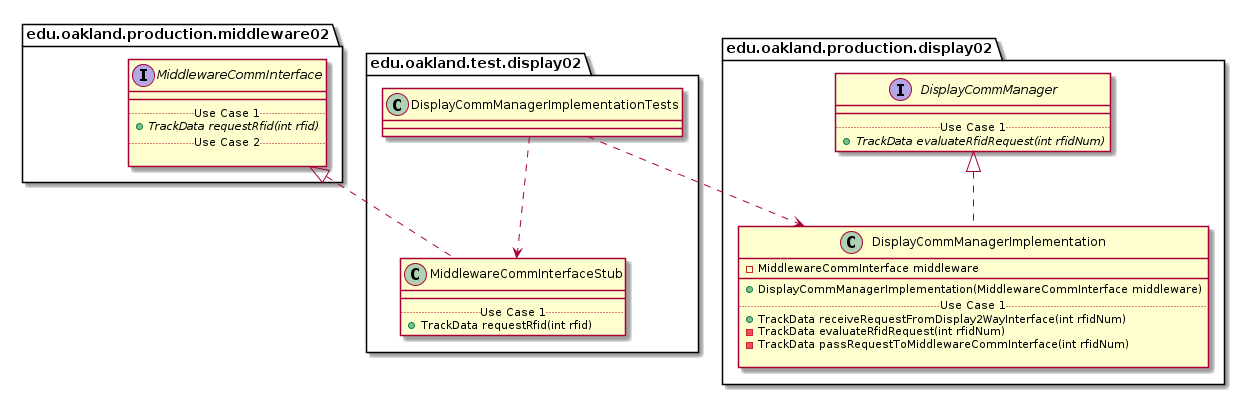 edu.oakland.production.middleware02
I MiddlewareCommInterface
Use Case 1
TrackData requestRfid(int rfid)
Use Case 2
edu.oakland.test.display02
C DisplayCommManagerImplementationTests
C MiddlewareCommInterfaceStub
Use Case 1
TrackData requestRfid(int rfid)
edu.oakland.production.display02
I DisplayCommManager
Use Case 1
TrackData evaluateRfidRequest(int rfidNum)
C DisplayCommManagerImplementation
MiddlewareCommInterface middleware
DisplayCommManagerImplementation(MiddlewareCommInterface middleware)
Use Case 1
TrackData receiveRequestFromDisplay2WayInterface(int rfidNum)
TrackData evaluateRfidRequest(int rfidNum)
TrackData passRequestToMiddlewareCommInterface(int rfidNum)